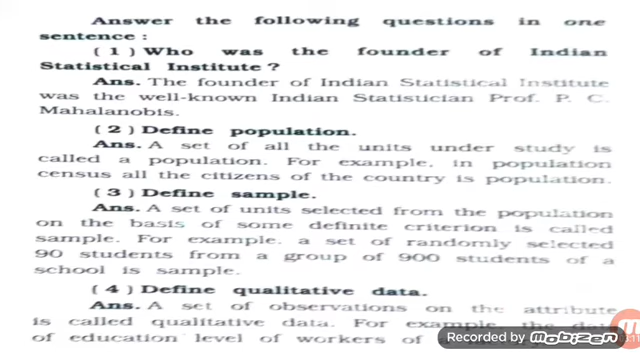 Answer the following questions in one
sentence :
(1) Who was the founder of Indian
Statistical Institute ?
Ans. The founder of Indian Statistical Institute
was the well-known Indian Statistician Prof. P. C.
Mahalanobis.
(2) Define population.
Ans. A set of all the units under study is
called a population. For example, in population
census all the citizens of the country is population.
(3) Define sample.
Ans. A set of units selected from the population
on the basis of some definite criterion is called
sample. For example, a set of randomly selected
90 students from a group of 900 students of a
school is sample.
(4) Define qualitative data.
Ans. A set of observations on the attribute
is called qualitative data. For example, the data
of education level of workers of
Recorded by MOBIZEN